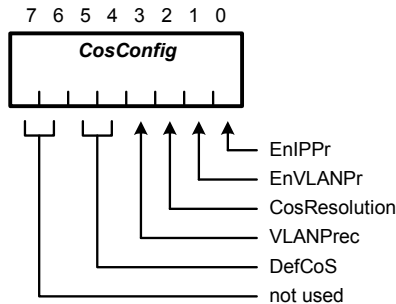 7 6 5 4 3 2 1 0
CosConfig
EnIPPr
EnVLANPr
CosResolution
VLANPrec
DefCoS
not used